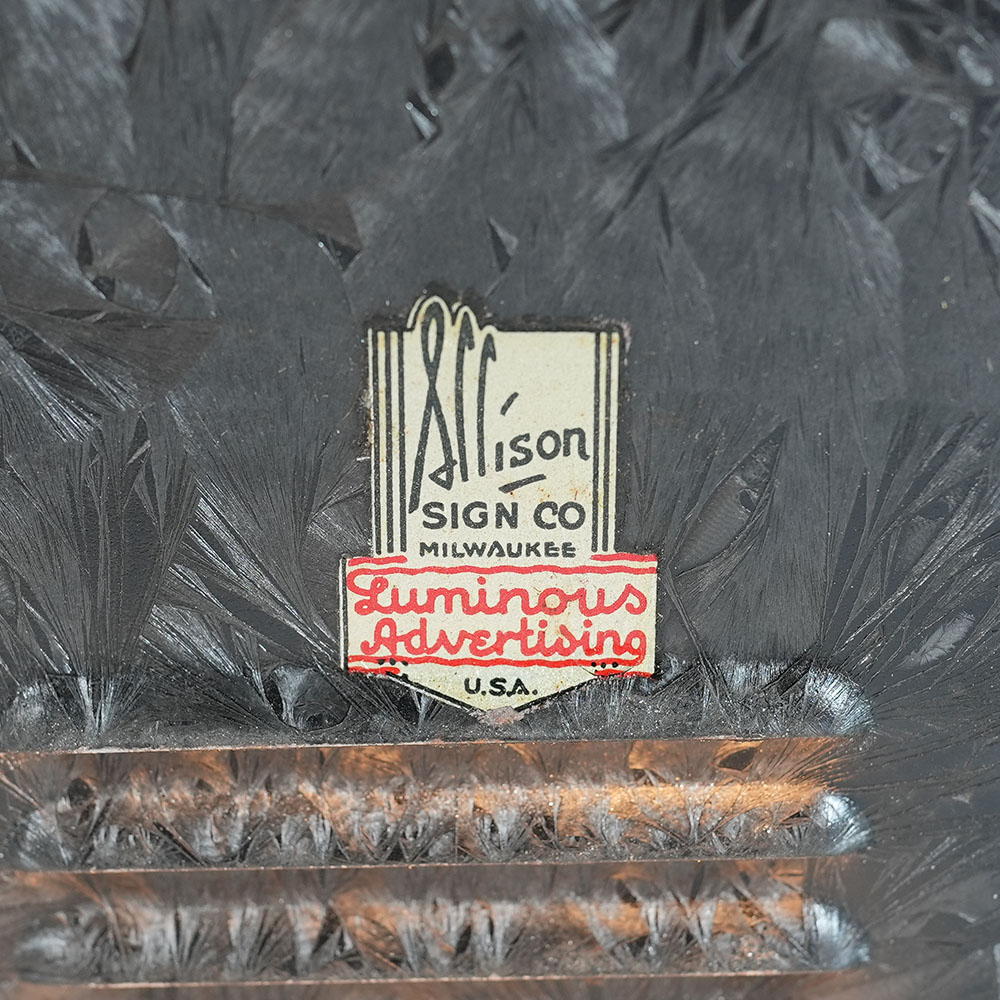 Allison
SIGN CO
MILWAUKEE
Luminous
Advertising
U.S.A.